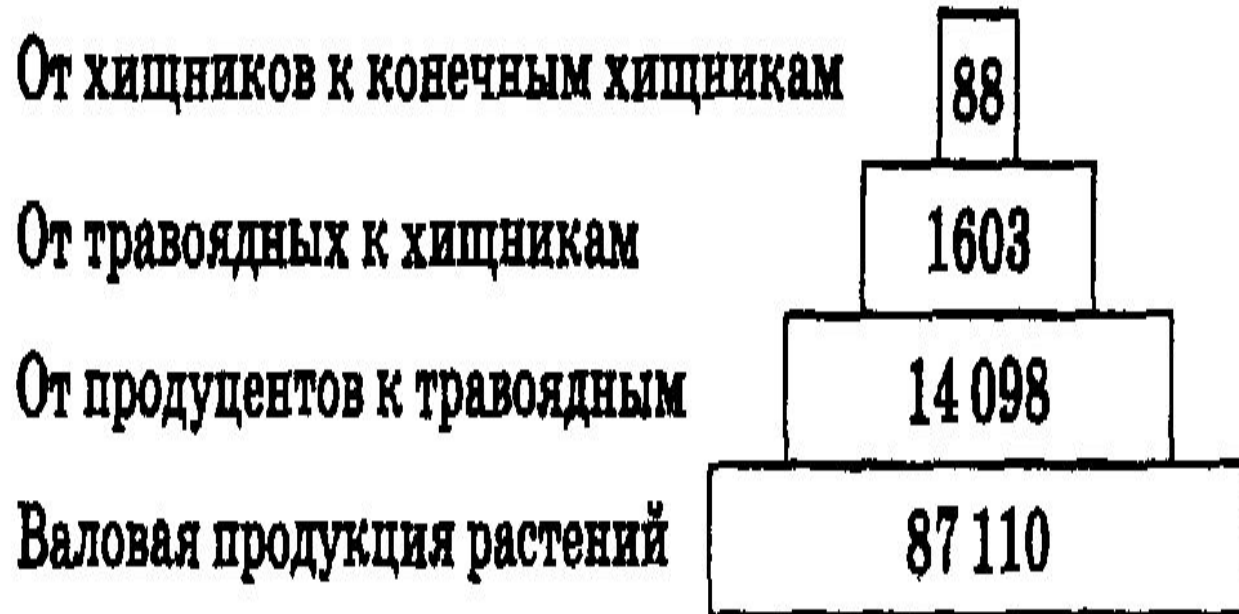 От хищников к конечным хищникам 88
От травоядных к хищникам 1603
От продуцентов к травоядным 14 098
Валовая продукция растений 87 110